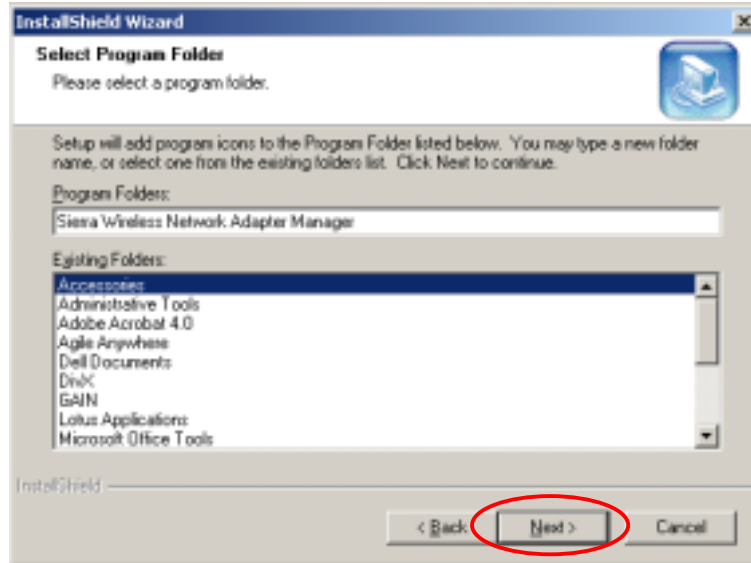 InstallShield Wizard
Select Program Folder
Please select a program folder.
Setup will add program icons to the Program Folder listed below. You may type a new folder
name, or select one from the existing folders list. Click Next to continue.
Program Folders:
Sierra Wireless Network Adapter Manager
Existing Folders:
Accessories
Administrative Tools
Adobe Acrobat 4.0
Agile Anywhere
Dell Documents
DivX
GAIN
Lotus Applications
Microsoft Office Tools
InstallShield
< Back
Next >
Cancel